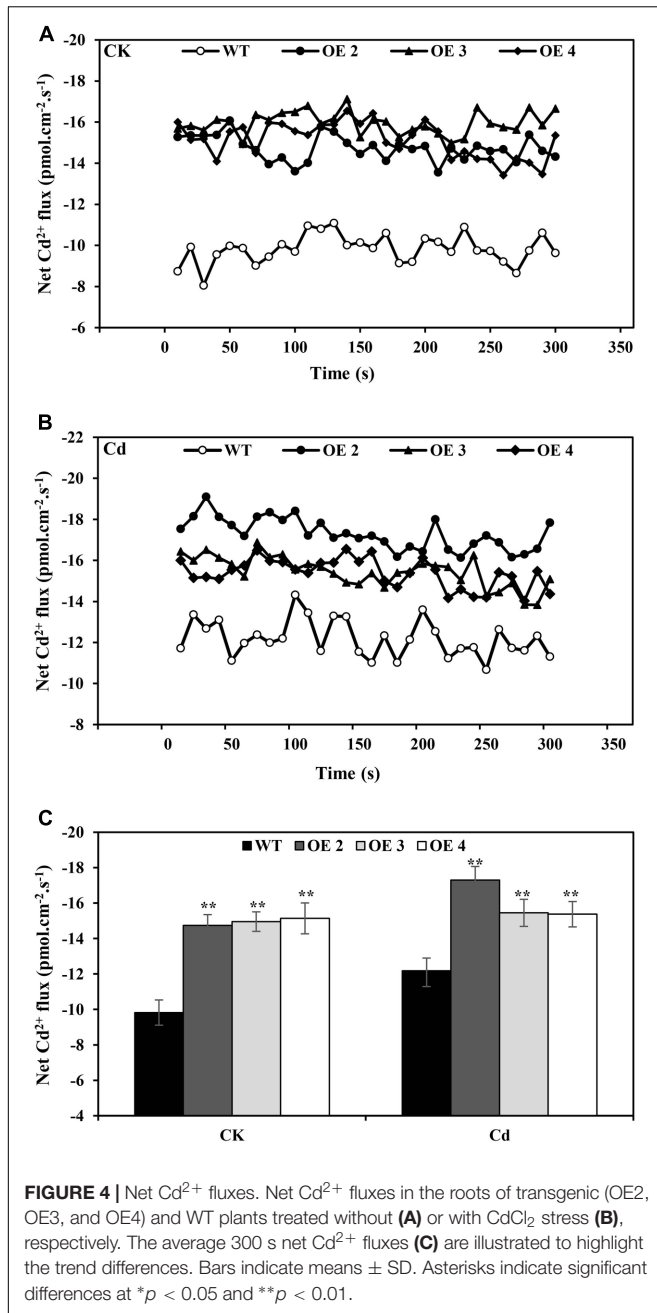 A
CK
WT OE 2 OE 3 OE 4
Net Cd²⁺ flux (pmol.cm⁻².s⁻¹)
-20
-18
-16
-14
-12
-10
-8
-6
0 50 100 150 200 250 300 350
Time (s)
B
Cd
WT OE 2 OE 3 OE 4
Net Cd²⁺ flux (pmol.cm⁻².s⁻¹)
-22
-20
-18
-16
-14
-12
-10
-8
0 50 100 150 200 250 300 350
Time (s)
C
WT OE 2 OE 3 OE 4
Net Cd²⁺ flux (pmol.cm⁻².s⁻¹)
-20
-18
-16
-14
-12
-10
-8
-6
-4
** ** ** ** ** **
CK Cd
FIGURE 4 | Net Cd²⁺ fluxes. Net Cd²⁺ fluxes in the roots of transgenic (OE2,
OE3, and OE4) and WT plants treated without (A) or with CdCl₂ stress (B),
respectively. The average 300 s net Cd²⁺ fluxes (C) are illustrated to highlight
the trend differences. Bars indicate means ± SD. Asterisks indicate significant
differences at *p < 0.05 and **p < 0.01.